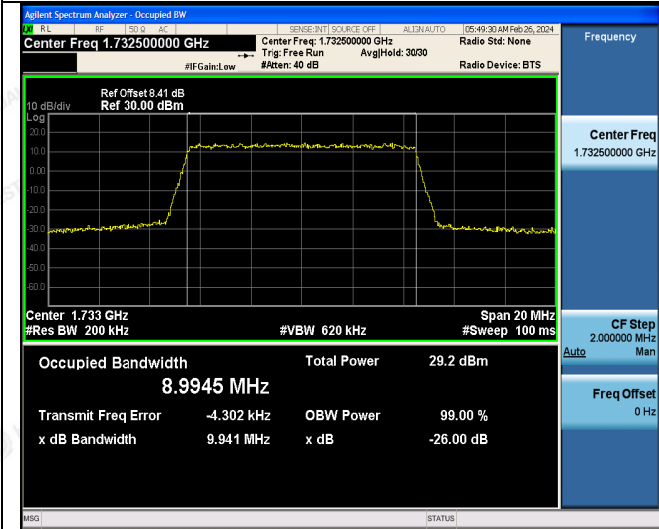 Agilent Spectrum Analyzer - Occupied BW
RL RF 50 Ω AC SENSE:INT SOURCE OFF ALIGN AUTO 05:49:30 AM Feb 26, 2024
Center Freq 1.732500000 GHz Center Freq: 1.732500000 GHz Radio Std: None
Trig: Free Run Avg|Hold: 30/30
#IFGain:Low #Atten: 40 dB Radio Device: BTS
Ref Offset 8.41 dB
10 dB/div Ref 30.00 dBm
Log
20.0
10.0
0.00
-10.0
-20.0
-30.0
-40.0
-50.0
-60.0
Center 1.733 GHz Span 20 MHz
#Res BW 200 kHz #VBW 620 kHz #Sweep 100 ms
Occupied Bandwidth Total Power 29.2 dBm
8.9945 MHz
Transmit Freq Error -4.302 kHz OBW Power 99.00 %
x dB Bandwidth 9.941 MHz x dB -26.00 dB
MSG STATUS
Frequency
Center Freq
1.732500000 GHz
CF Step
2.000000 MHz
Auto Man
Freq Offset
0 Hz